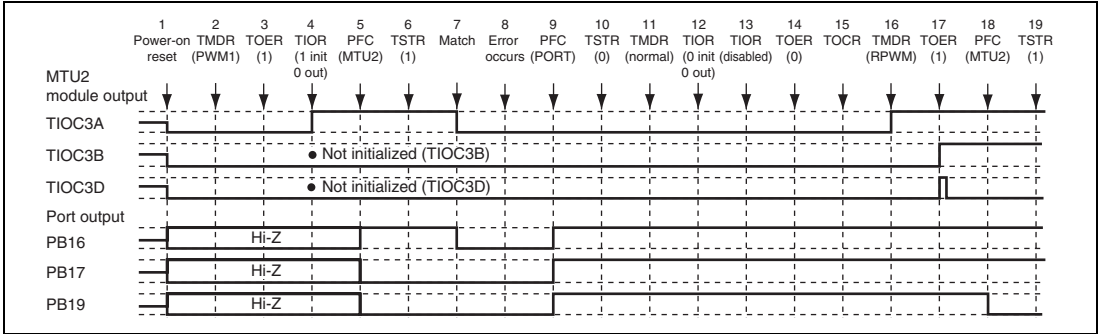 1 2 3 4 5 6 7 8 9 10 11 12 13 14 15 16 17 18 19
Power-on TMDR TOER TIOR PFC TSTR Match Error PFC TSTR TMDR TIOR TIOR TOER TOCR TMDR TOER PFC TSTR
reset (PWM1) (1) (1 init (MTU2) (1) occurs (PORT) (0) (normal) (0 init (disabled) (0) (RPWM) (1) (MTU2) (1)
0 out) 0 out)
MTU2
module output
TIOC3A
TIOC3B ● Not initialized (TIOC3B)
TIOC3D ● Not initialized (TIOC3D)
Port output
PB16 Hi-Z
PB17 Hi-Z
PB19 Hi-Z